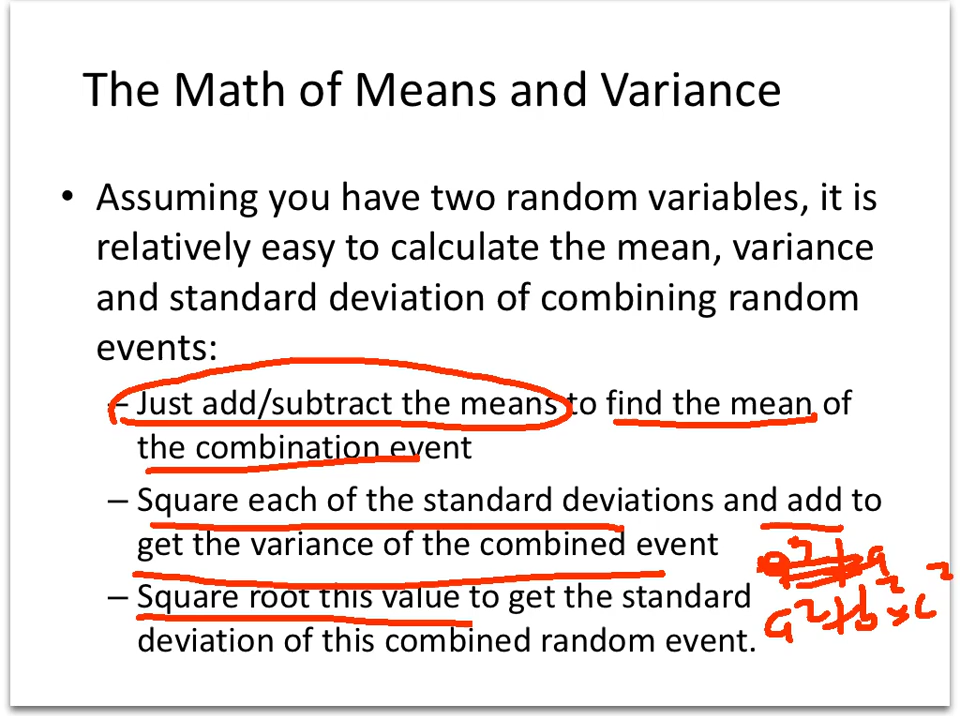 The Math of Means and Variance
• Assuming you have two random variables, it is
relatively easy to calculate the mean, variance
and standard deviation of combining random
events:
– Just add/subtract the means to find the mean of
the combination event
– Square each of the standard deviations and add to
get the variance of the combined event
– Square root this value to get the standard
deviation of this combined random event.
a²+b²=c²